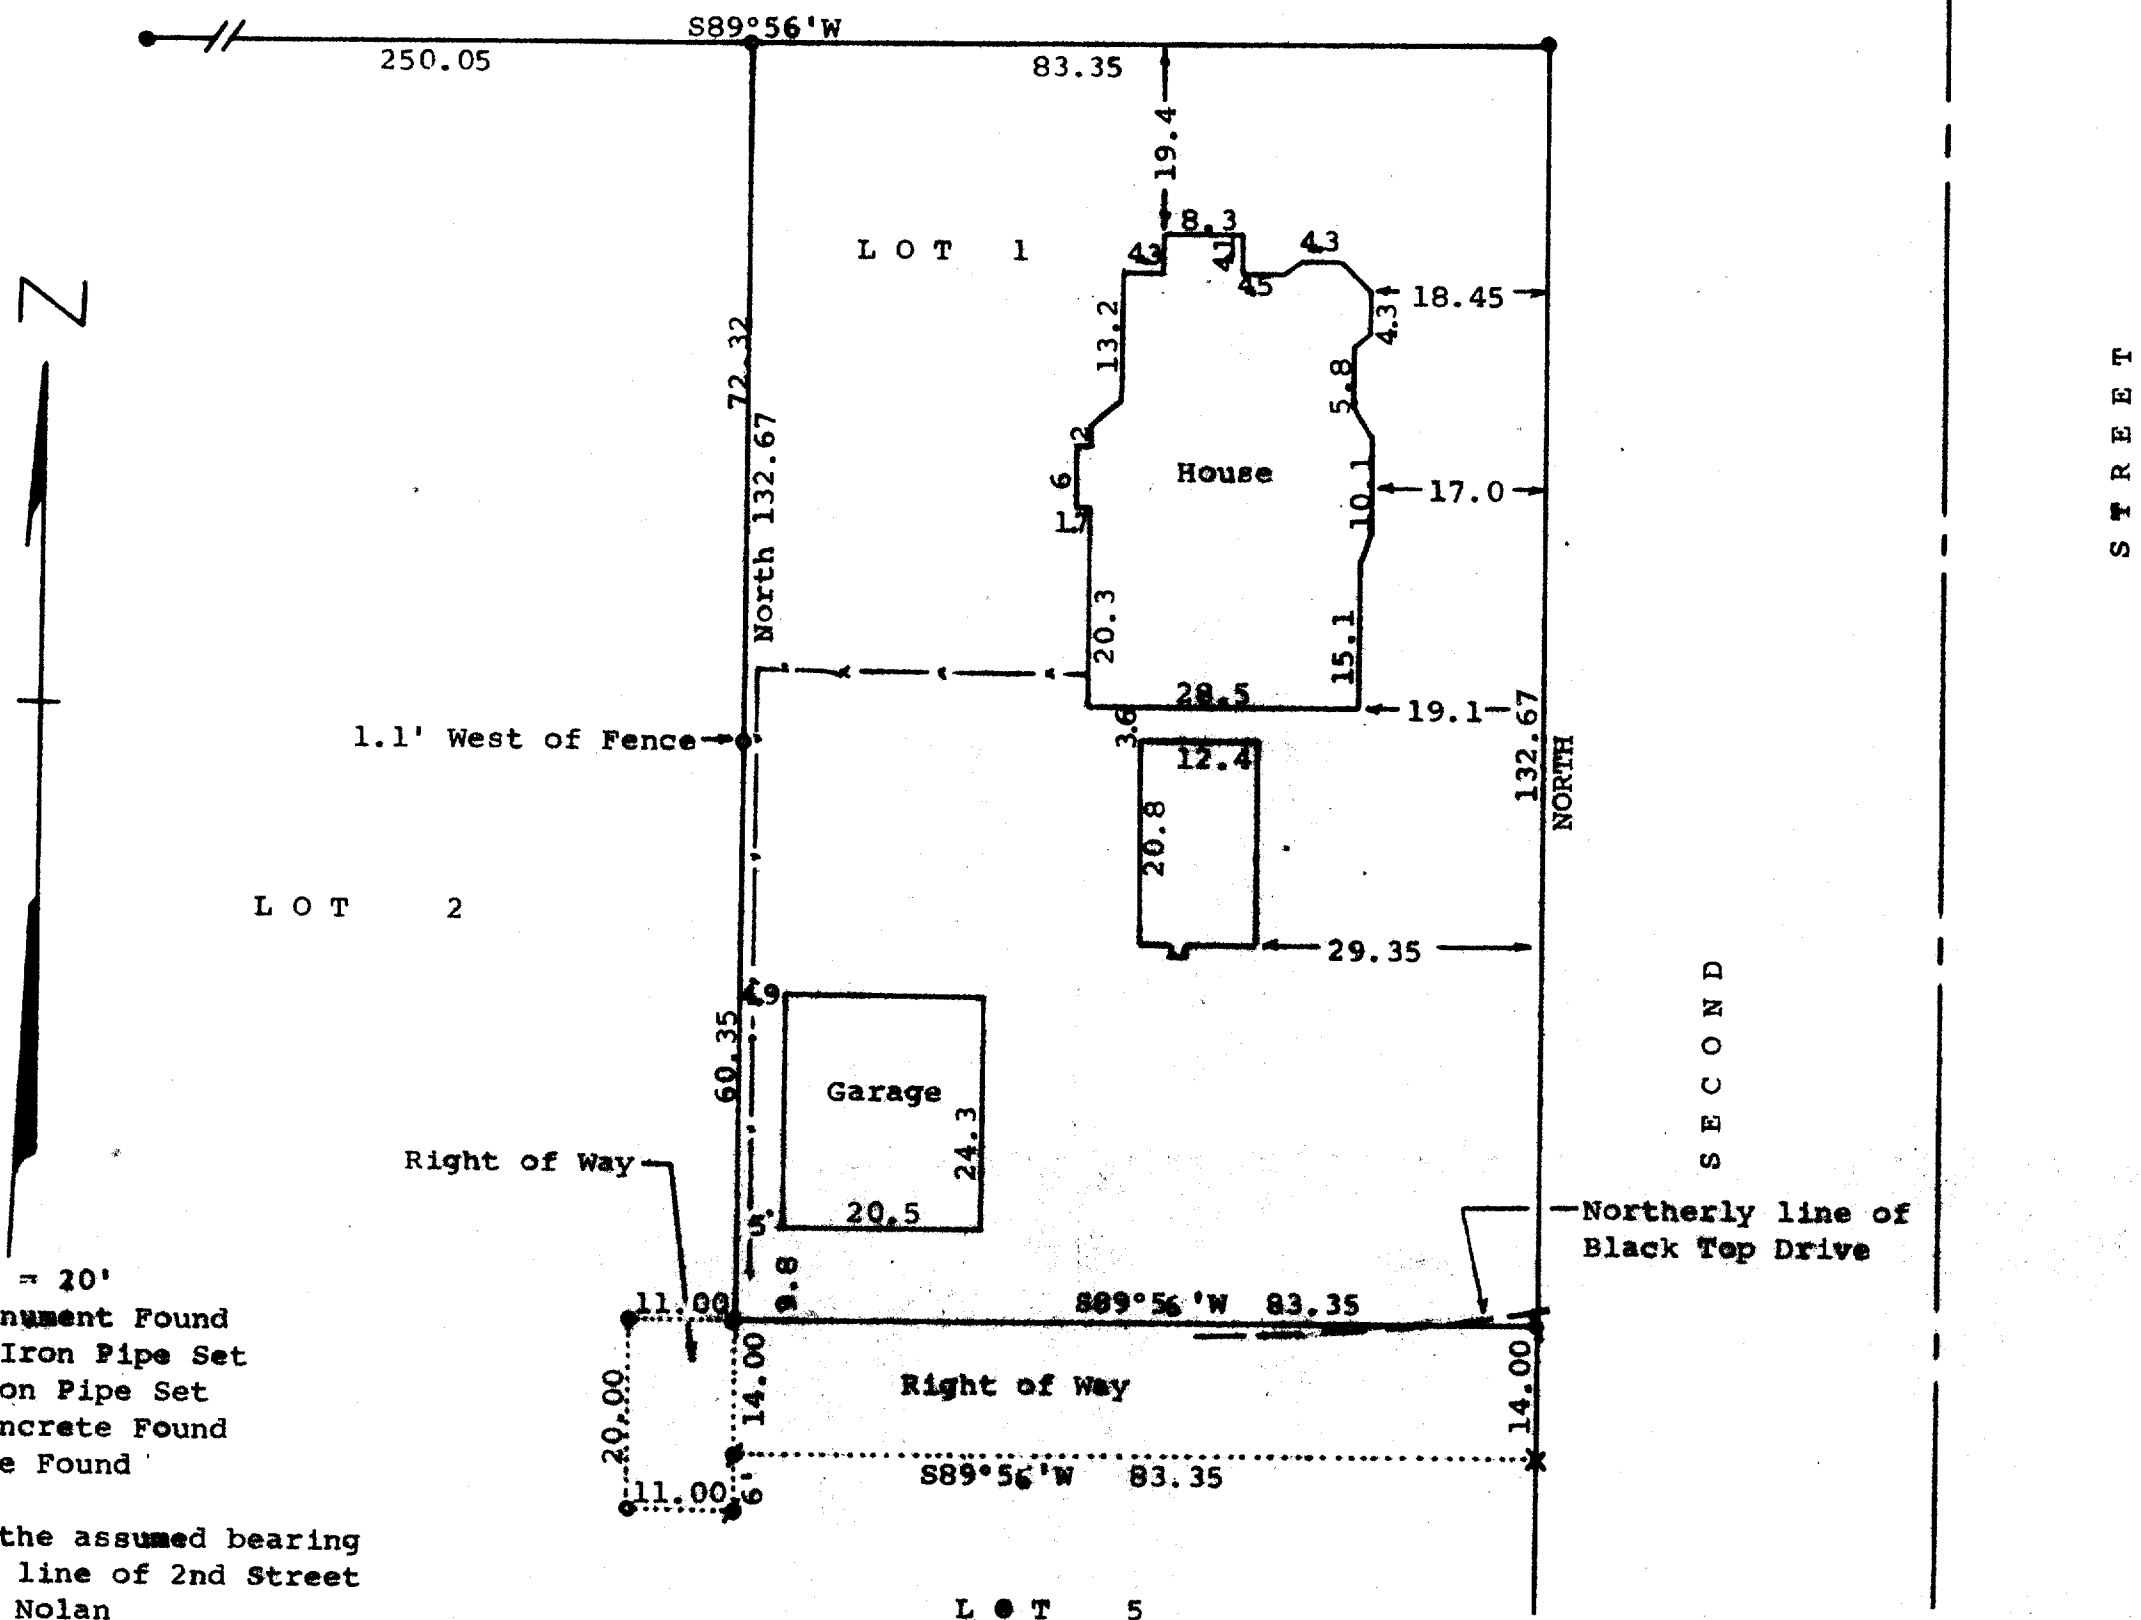 S89°56'W
250.05
83.35
19.4
8.3
43
41
45
43
LOT 1
18.45
4.3
13.2
5.8
72.32
North 132.67
2
6
17
House
10.1
17.0
STREET
20.3
15.1
28.5
19.1
132.67
NORTH
1.1' West of Fence
3.6
12.4
20.8
LOT 2
29.35
SECOND
60.35
Garage
24.3
20.5
Right of Way
5'
9.8
Northerly line of
Black Top Drive
= 20'
nument Found
Iron Pipe Set
on Pipe Set
ncrete Found
e Found
11.00
S89°56'W 83.35
14.00
20.00
Right of Way
14.00
S89°56'W 83.35
11.00
6'
the assumed bearing
line of 2nd Street
Nolan
LOT 5
N